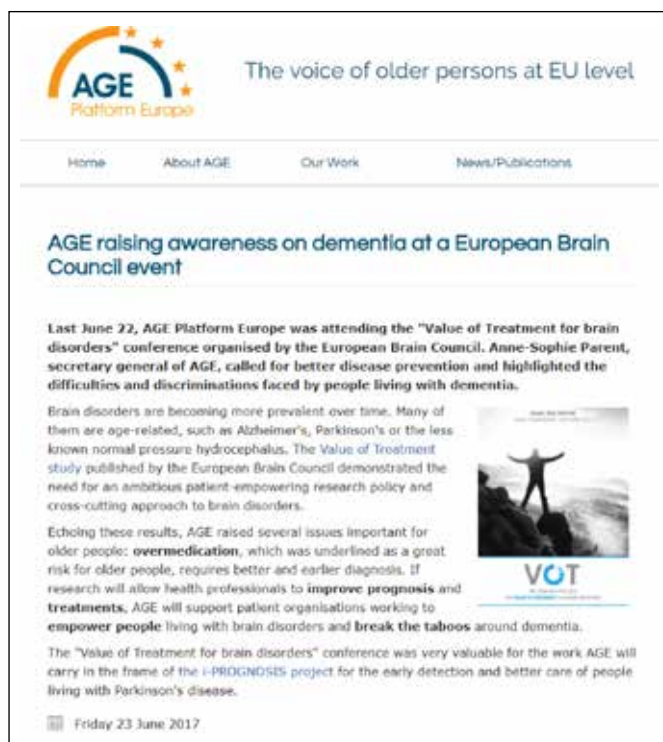 AGE
Platform Europe
The voice of older persons at EU level
Home About AGE Our Work News/Publications
AGE raising awareness on dementia at a European Brain
Council event
Last June 22, AGE Platform Europe was attending the "Value of Treatment for brain
disorders" conference organised by the European Brain Council. Anne-Sophie Parent,
secretary general of AGE, called for better disease prevention and highlighted the
difficulties and discriminations faced by people living with dementia.
Brain disorders are becoming more prevalent over time. Many of
them are age-related, such as Alzheimer's, Parkinson's or the less
known normal pressure hydrocephalus. The Value of Treatment
study published by the European Brain Council demonstrated the
need for an ambitious patient-empowering research policy and
cross-cutting approach to brain disorders.
Echoing these results, AGE raised several issues important for
older people: overmedication, which was underlined as a great
risk for older people, requires better and earlier diagnosis. If
research will allow health professionals to improve prognosis and
treatments, AGE will support patient organisations working to
empower people living with brain disorders and break the taboos around dementia.
VOT
The "Value of Treatment for brain disorders" conference was very valuable for the work AGE will
carry in the frame of the i-PROGNOSIS project for the early detection and better care of people
living with Parkinson's disease.
Friday 23 June 2017